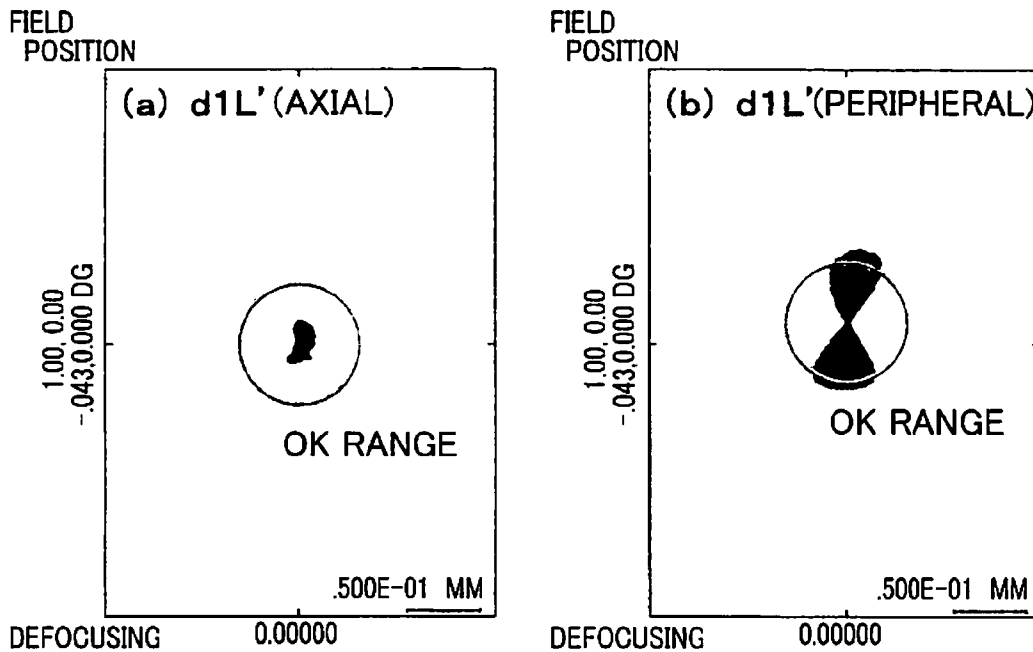 FIELD
POSITION
(a) d1L'(AXIAL)
1.00, 0.00
-.043,0.000 DG
OK RANGE
.500E-01 MM
DEFOCUSING 0.00000
FIELD
POSITION
(b) d1L'(PERIPHERAL)
1.00, 0.00
-.043,0.000 DG
OK RANGE
.500E-01 MM
DEFOCUSING 0.00000